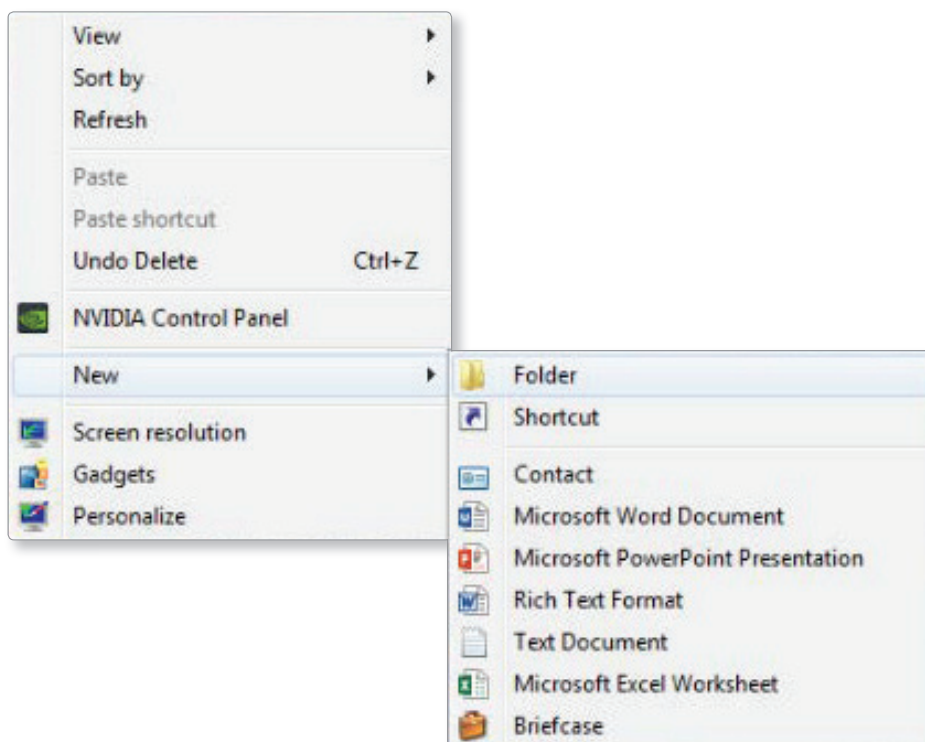 View
Sort by
Refresh
Paste
Paste shortcut
Undo Delete Ctrl+Z
NVIDIA Control Panel
New
Screen resolution
Gadgets
Personalize
Folder
Shortcut
Contact
Microsoft Word Document
Microsoft PowerPoint Presentation
Rich Text Format
Text Document
Microsoft Excel Worksheet
Briefcase